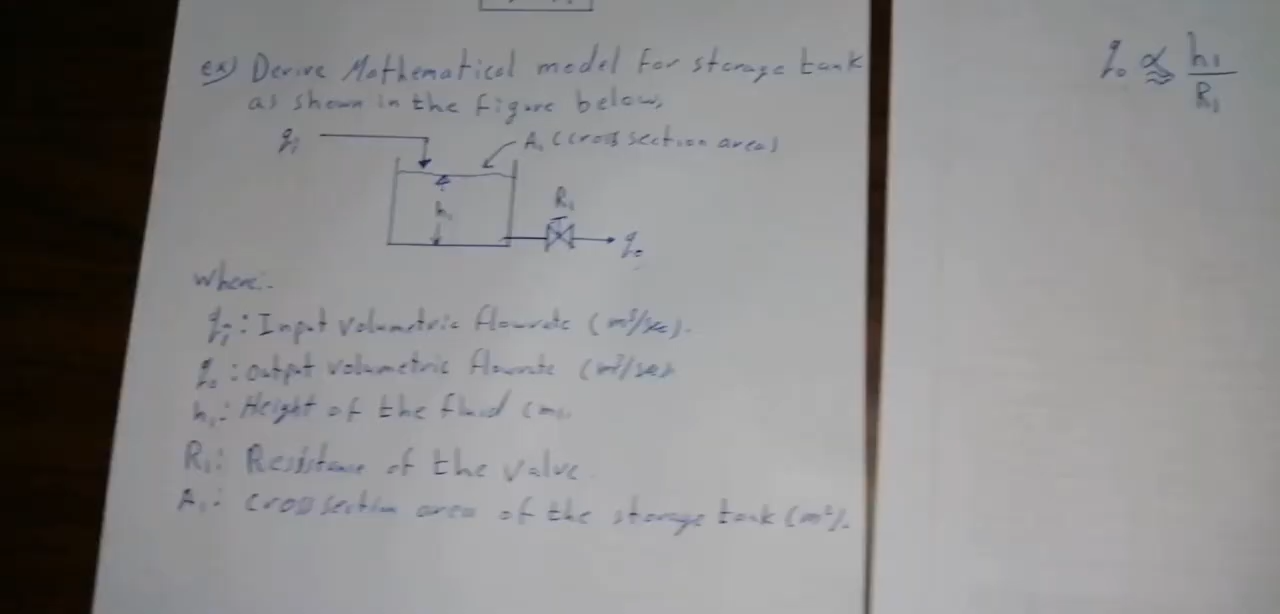 ex) Derive Mathematical model for storage tank
as shown in the figure below,
qi
A1 (cross section area)
h1
R1
qo
where:-
qi: Input volumetric flowrate (m³/sec).
qo: output volumetric flowrate (m³/sec)
h1: Height of the fluid (m).
R1: Resistance of the valve.
A1: cross section area of the storage tank (m²).
qo ∝ h1
R1